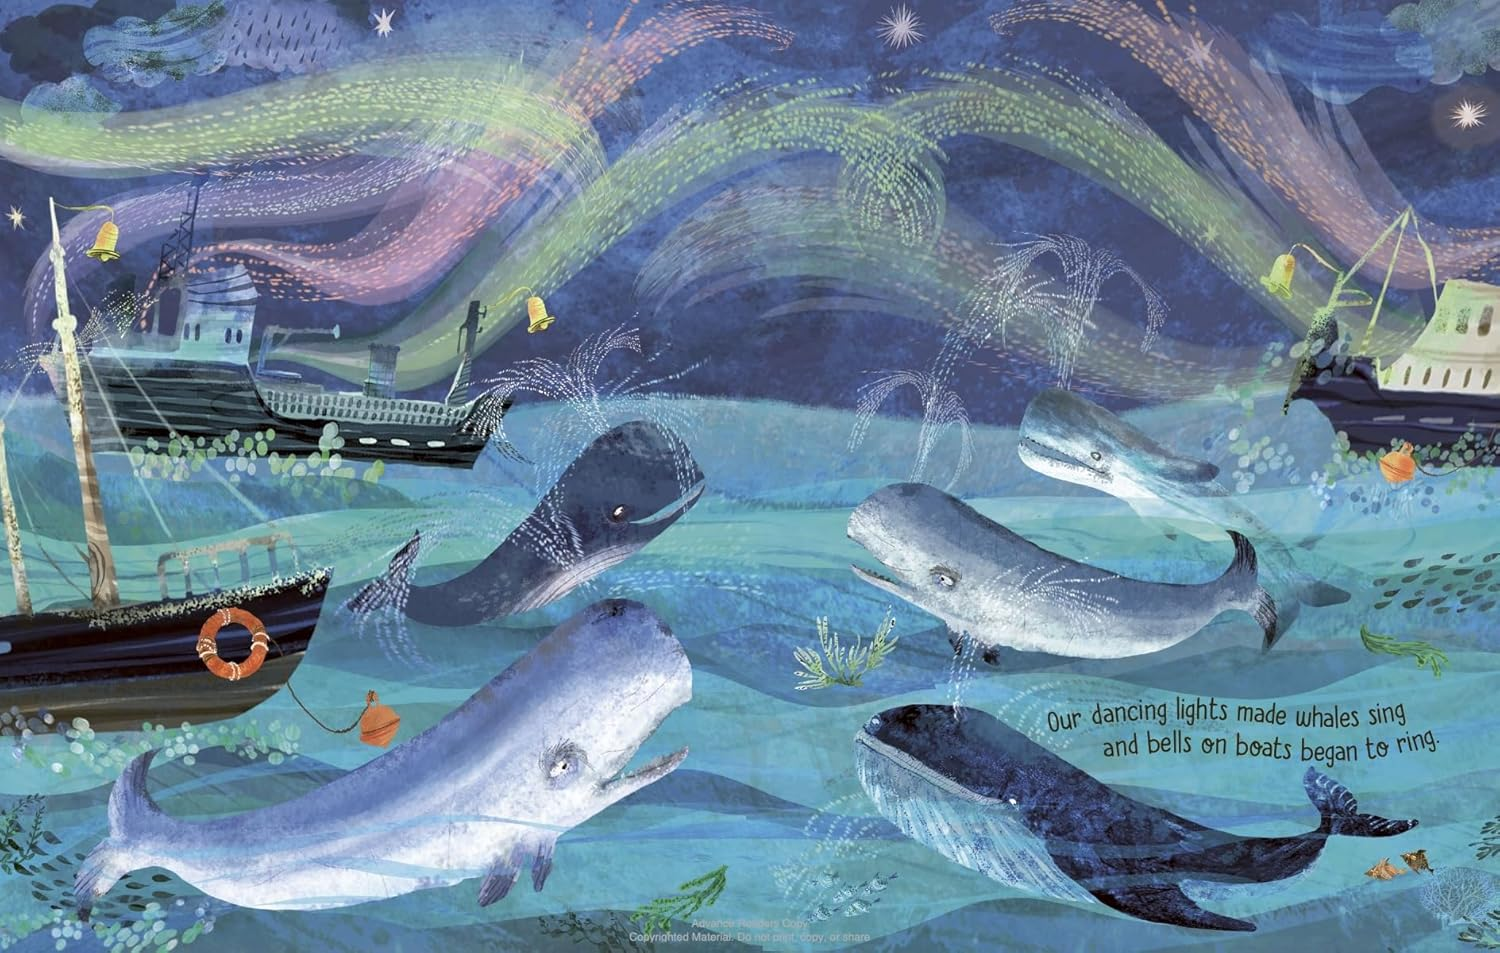 Our dancing lights made whales sing
and bells on boats began to ring.
Advance Readers Copy
Copyrighted Material. Do not print, copy, or share